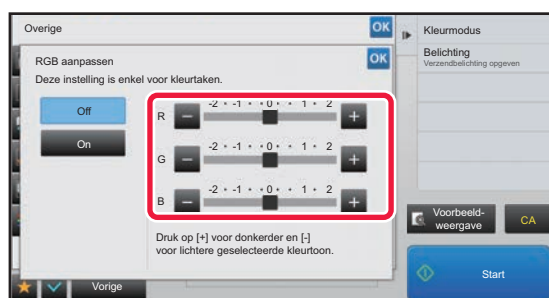 Overige
OK
Kleurmodus
RGB aanpassen
OK
Belichting
Verzendbelichting opgeven
Deze instelling is enkel voor kleurtaken.
Off
On
-2 • -1 • • 0 • • 1 • 2
R
-2 • -1 • • 0 • • 1 • 2
G
-2 • -1 • • 0 • • 1 • 2
B
Druk op [+] voor donkerder en [-]
voor lichtere geselecteerde kleurtoon.
Voorbeeld-
weergave
CA
Vorige
Start